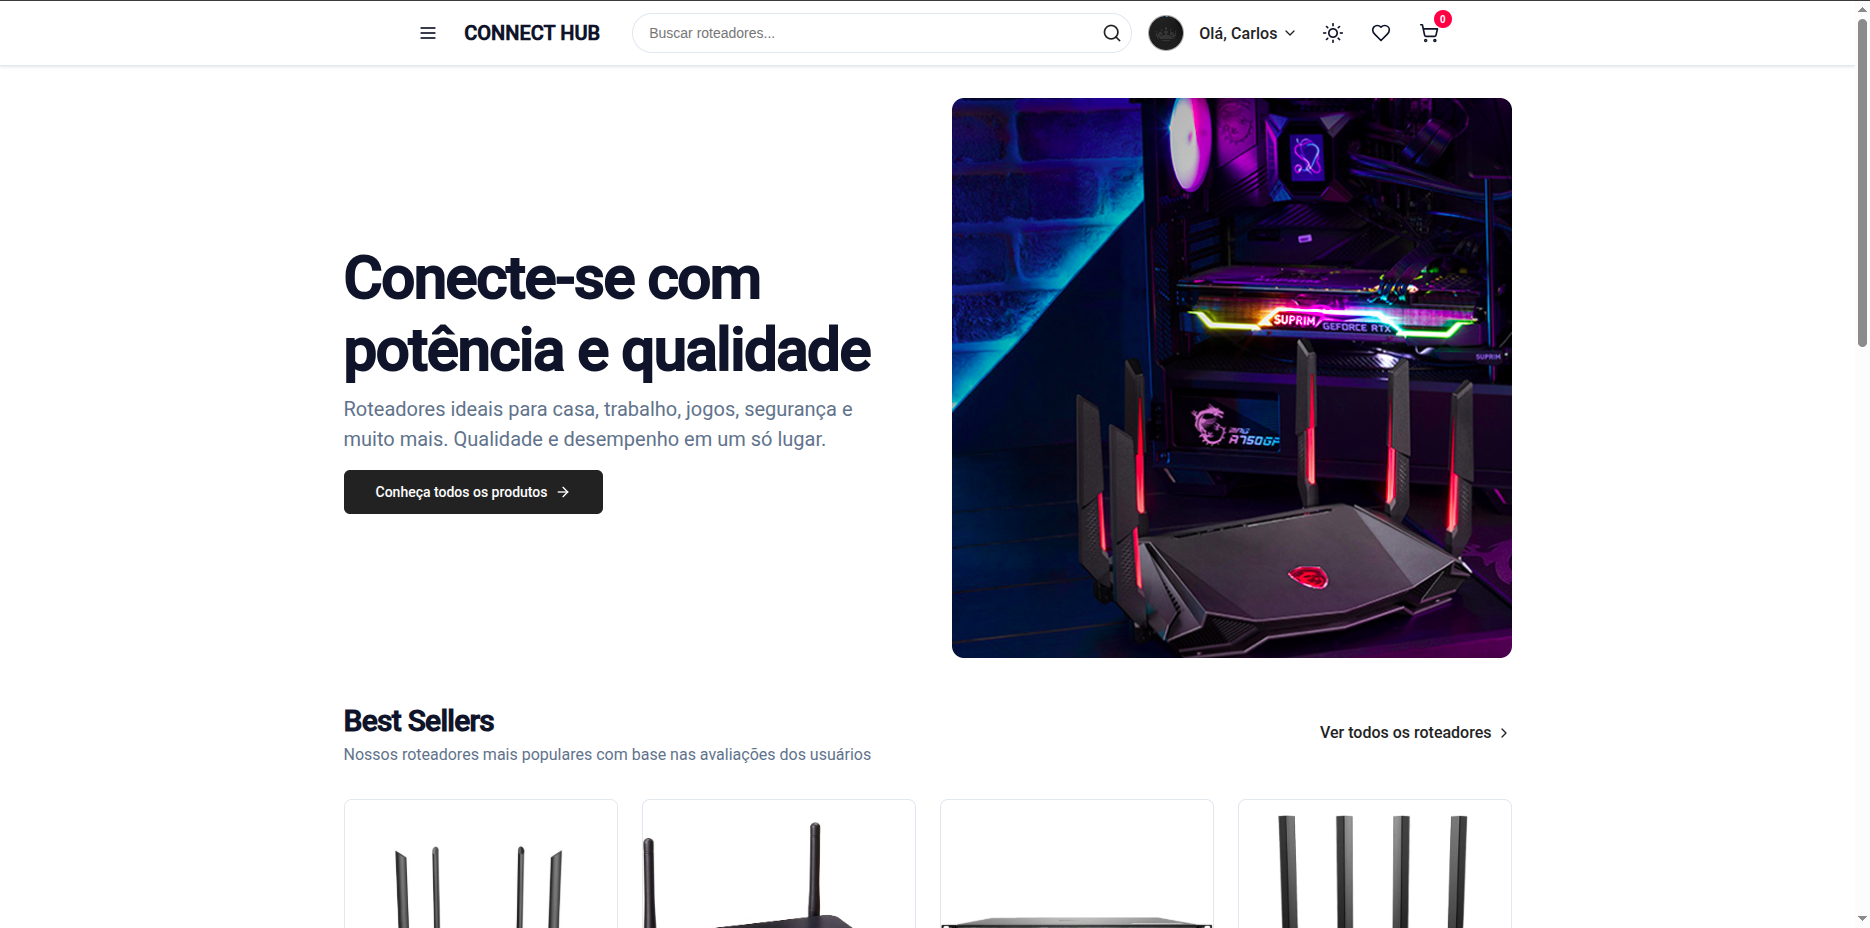 CONNECT HUB
Buscar roteadores...
Olá, Carlos
0
SUPRIM
GEFORCE RTX
SUPRIM
A750GF
Conecte-se com
potência e qualidade
Roteadores ideais para casa, trabalho, jogos, segurança e
muito mais. Qualidade e desempenho em um só lugar.
Conheça todos os produtos
Best Sellers
Nossos roteadores mais populares com base nas avaliações dos usuários
Ver todos os roteadores